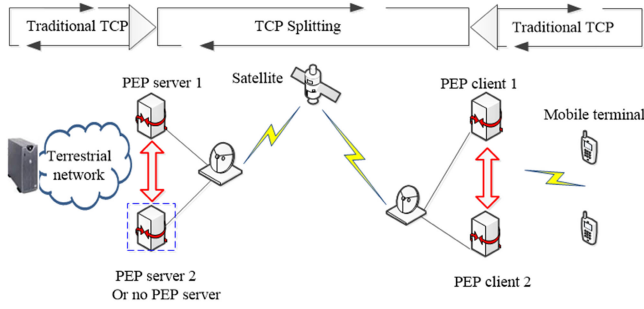 Traditional TCP
TCP Splitting
Traditional TCP
PEP server 1
Satellite
PEP client 1
Mobile terminal
Terrestrial
network
PEP server 2
Or no PEP server
PEP client 2